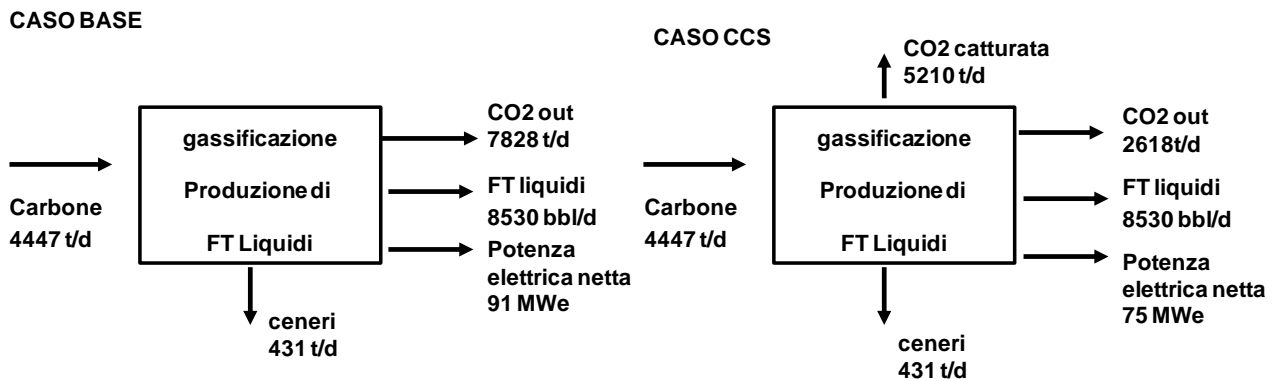 CASO BASE
gassificazione
Produzione di
FT Liquidi
Carbone
4447 t/d
CO2 out
7828 t/d
FT liquidi
8530 bbl/d
Potenza
elettrica netta
91 MWe
ceneri
431 t/d
CASO CCS
CO2 catturata
5210 t/d
gassificazione
Produzione di
FT Liquidi
Carbone
4447 t/d
CO2 out
2618t/d
FT liquidi
8530 bbl/d
Potenza
elettrica netta
75 MWe
ceneri
431 t/d